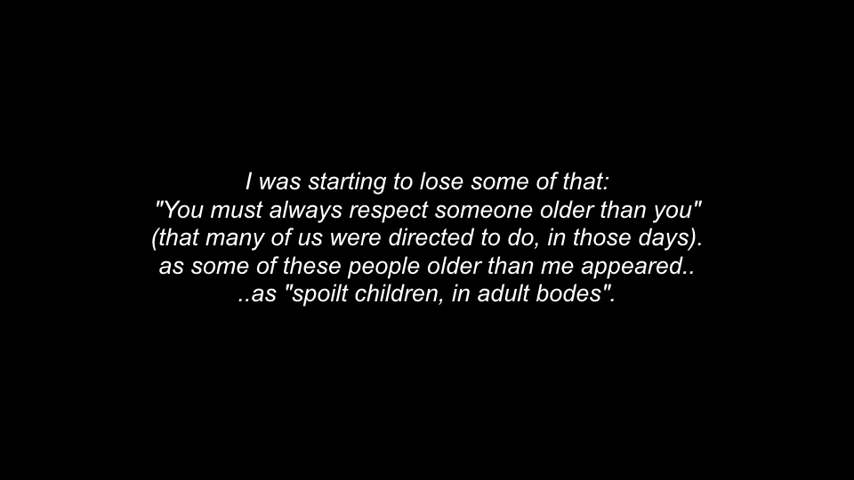 I was starting to lose some of that:
"You must always respect someone older than you"
(that many of us were directed to do, in those days).
as some of these people older than me appeared..
..as "spoilt children, in adult bodes".